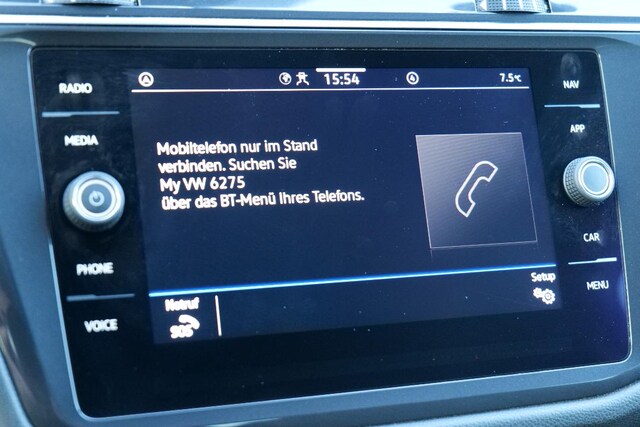 RADIO
MEDIA
PHONE
VOICE
15:54
7.5°C
Mobiltelefon nur im Stand
verbinden. Suchen Sie
My VW 6275
über das BT-Menü Ihres Telefons.
Notruf
SOS
Setup
NAV
APP
CAR
MENU